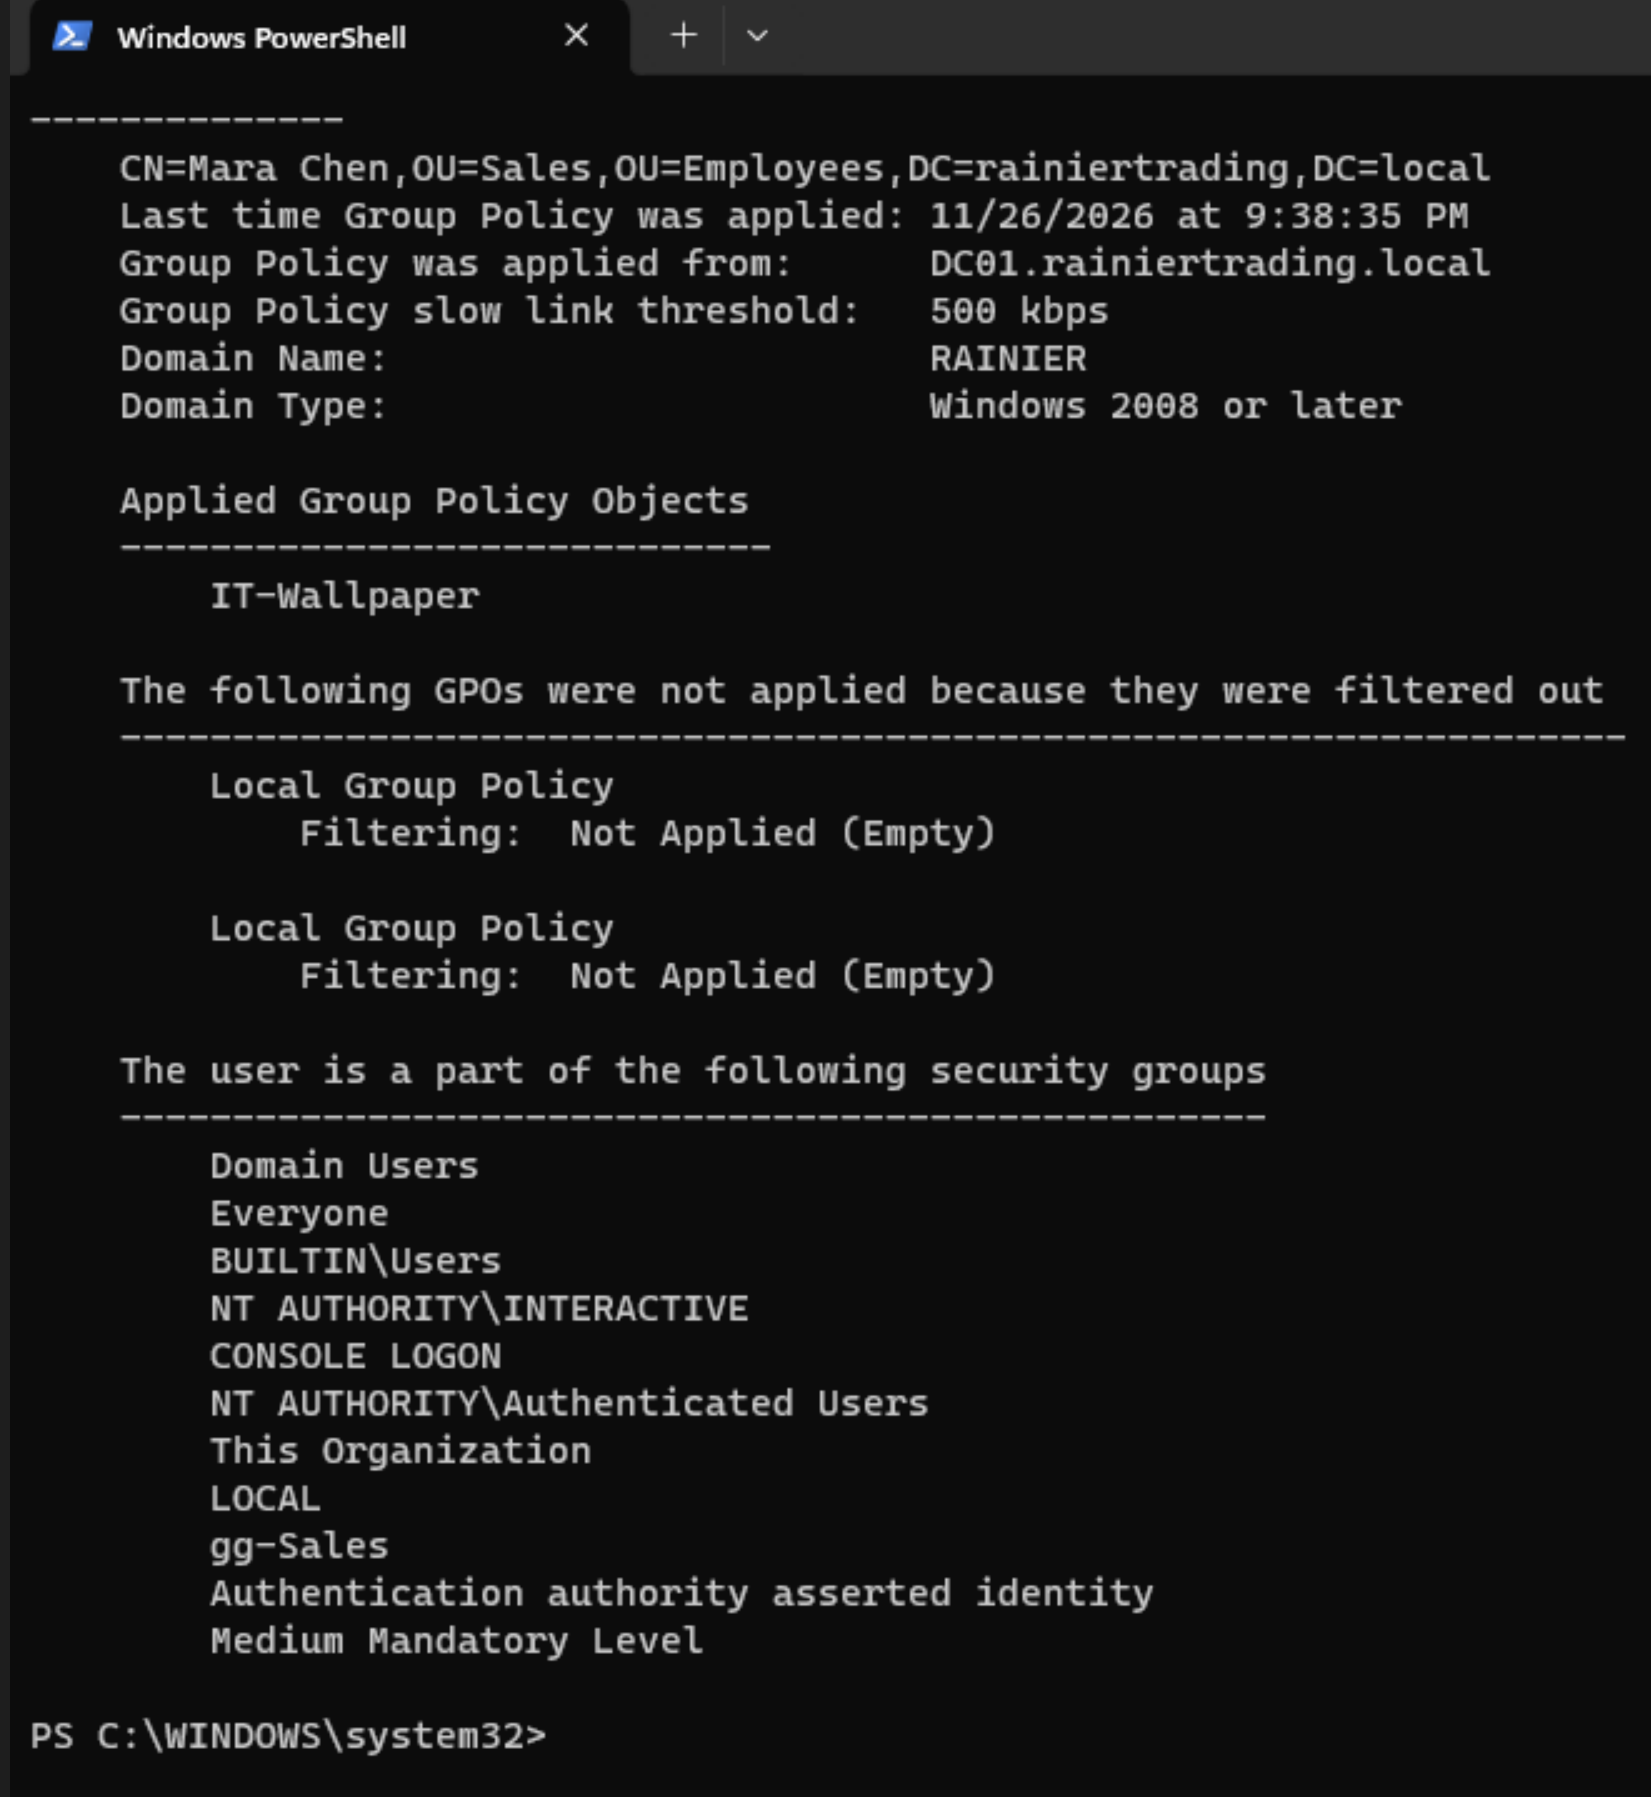 Windows PowerShell
--------------
    CN=Mara Chen,OU=Sales,OU=Employees,DC=rainiertrading,DC=local
    Last time Group Policy was applied: 11/26/2026 at 9:38:35 PM
    Group Policy was applied from:      DC01.rainiertrading.local
    Group Policy slow link threshold:   500 kbps
    Domain Name:                        RAINIER
    Domain Type:                        Windows 2008 or later

    Applied Group Policy Objects
    -----------------------------
        IT-Wallpaper

    The following GPOs were not applied because they were filtered out
    -------------------------------------------------------------------
        Local Group Policy
            Filtering:  Not Applied (Empty)

        Local Group Policy
            Filtering:  Not Applied (Empty)

    The user is a part of the following security groups
    ---------------------------------------------------
        Domain Users
        Everyone
        BUILTIN\Users
        NT AUTHORITY\INTERACTIVE
        CONSOLE LOGON
        NT AUTHORITY\Authenticated Users
        This Organization
        LOCAL
        gg-Sales
        Authentication authority asserted identity
        Medium Mandatory Level

PS C:\WINDOWS\system32>